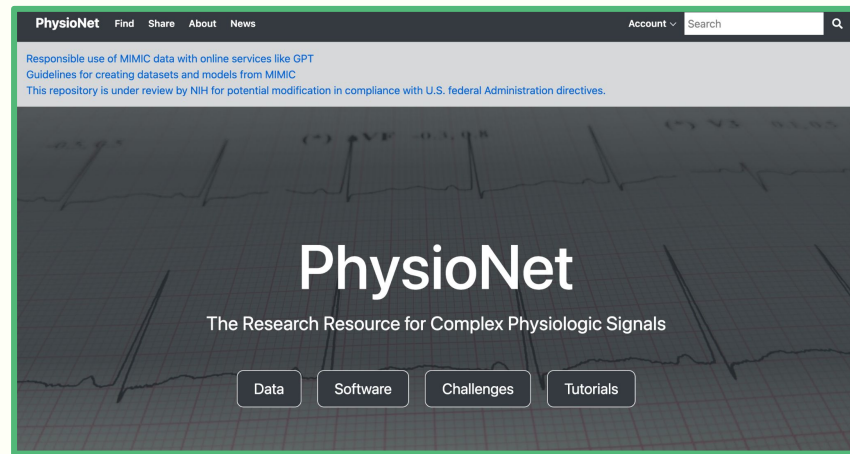 PhysioNet Find Share About News Account Search
Responsible use of MIMIC data with online services like GPT
Guidelines for creating datasets and models from MIMIC
This repository is under review by NIH for potential modification in compliance with U.S. federal Administration directives.
PhysioNet
The Research Resource for Complex Physiologic Signals
Data Software Challenges Tutorials